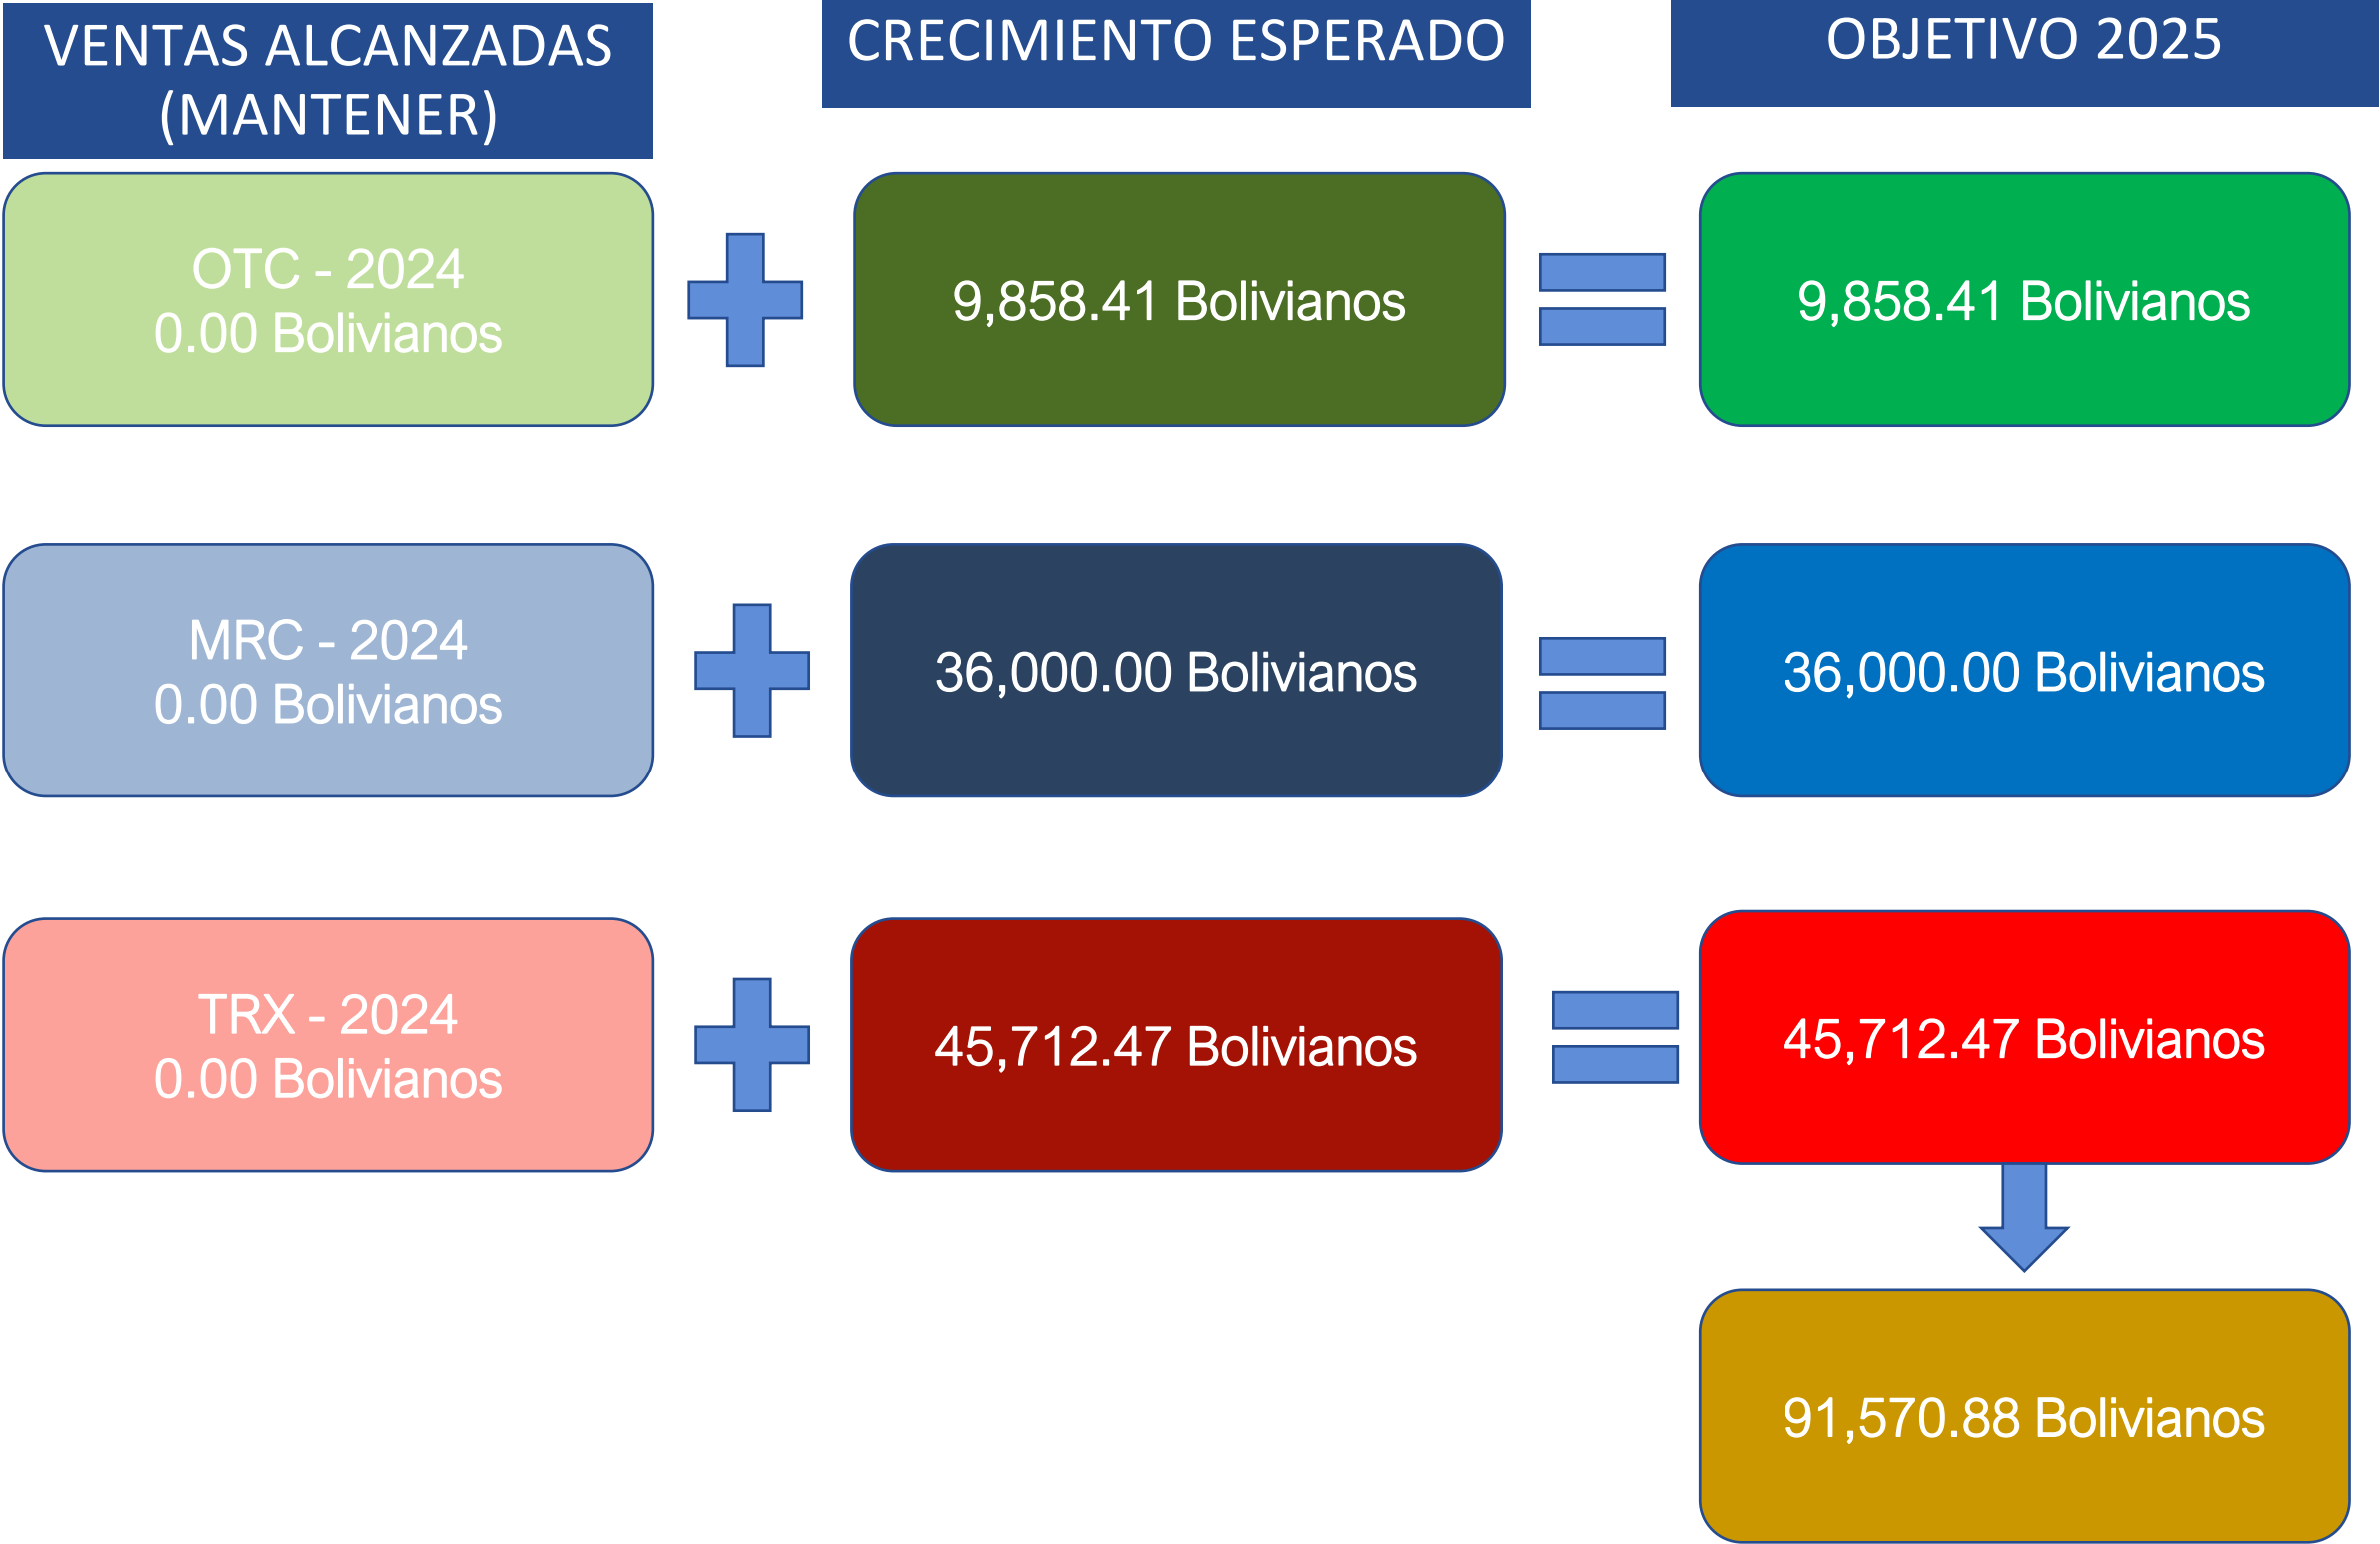 VENTAS ALCANZADAS
(MANTENER)
CRECIMIENTO ESPERADO
OBJETIVO 2025
OTC - 2024
0.00 Bolivianos
9,858.41 Bolivianos
9,858.41 Bolivianos
MRC - 2024
0.00 Bolivianos
36,000.00 Bolivianos
36,000.00 Bolivianos
TRX - 2024
0.00 Bolivianos
45,712.47 Bolivianos
45,712.47 Bolivianos
91,570.88 Bolivianos